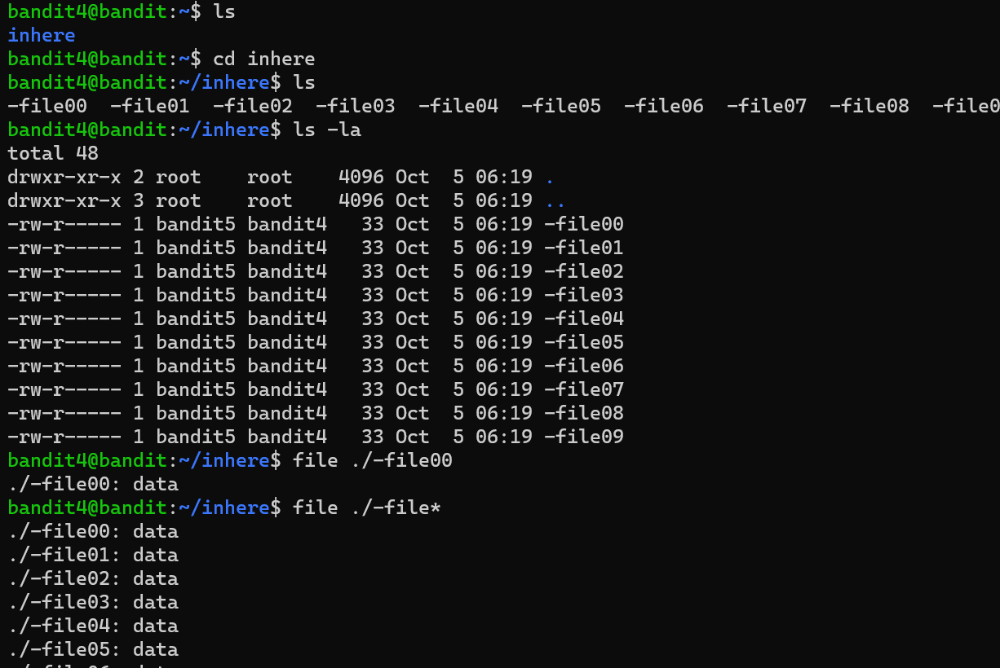 bandit4@bandit:~$ ls
inhere
bandit4@bandit:~$ cd inhere
bandit4@bandit:~/inhere$ ls
-file00  -file01  -file02  -file03  -file04  -file05  -file06  -file07  -file08  -file0
bandit4@bandit:~/inhere$ ls -la
total 48
drwxr-xr-x 2 root    root    4096 Oct  5 06:19 .
drwxr-xr-x 3 root    root    4096 Oct  5 06:19 ..
-rw-r----- 1 bandit5 bandit4   33 Oct  5 06:19 -file00
-rw-r----- 1 bandit5 bandit4   33 Oct  5 06:19 -file01
-rw-r----- 1 bandit5 bandit4   33 Oct  5 06:19 -file02
-rw-r----- 1 bandit5 bandit4   33 Oct  5 06:19 -file03
-rw-r----- 1 bandit5 bandit4   33 Oct  5 06:19 -file04
-rw-r----- 1 bandit5 bandit4   33 Oct  5 06:19 -file05
-rw-r----- 1 bandit5 bandit4   33 Oct  5 06:19 -file06
-rw-r----- 1 bandit5 bandit4   33 Oct  5 06:19 -file07
-rw-r----- 1 bandit5 bandit4   33 Oct  5 06:19 -file08
-rw-r----- 1 bandit5 bandit4   33 Oct  5 06:19 -file09
bandit4@bandit:~/inhere$ file ./-file00
./-file00: data
bandit4@bandit:~/inhere$ file ./-file*
./-file00: data
./-file01: data
./-file02: data
./-file03: data
./-file04: data
./-file05: data